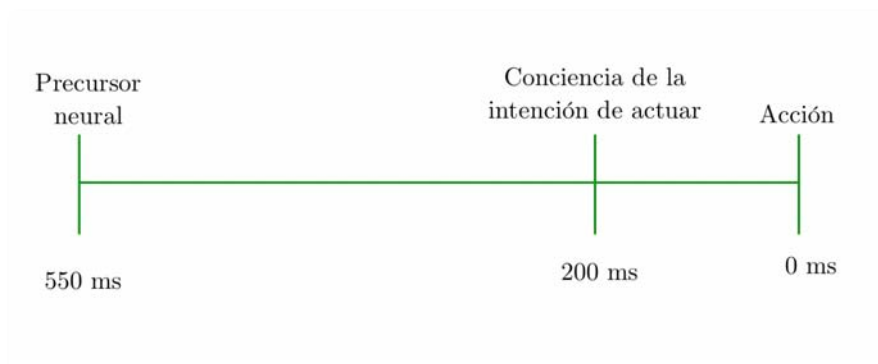 Precursor
neural
Conciencia de la
intención de actuar
Acción
550 ms
200 ms
0 ms